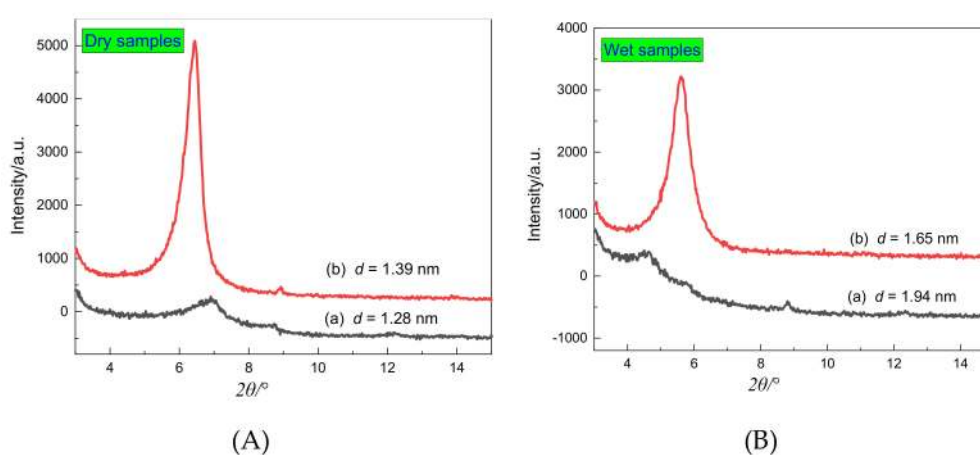 Dry samples
5000
4000
3000
2000
1000
0
Intensity/a.u.
(b) d = 1.39 nm
(a) d = 1.28 nm
4 6 8 10 12 14
2θ/°
(A)
Wet samples
4000
3000
2000
1000
0
-1000
Intensity/a.u.
(b) d = 1.65 nm
(a) d = 1.94 nm
4 6 8 10 12 14
2θ/°
(B)